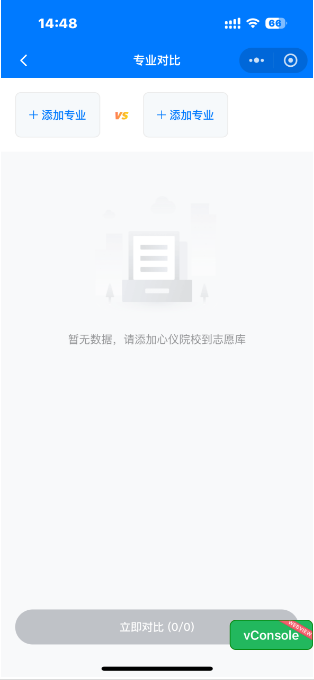 14:48
66
专业对比
+ 添加专业
vs
+ 添加专业
暂无数据，请添加心仪院校到志愿库
立即对比 (0/0)
vConsole
WEBVIEW